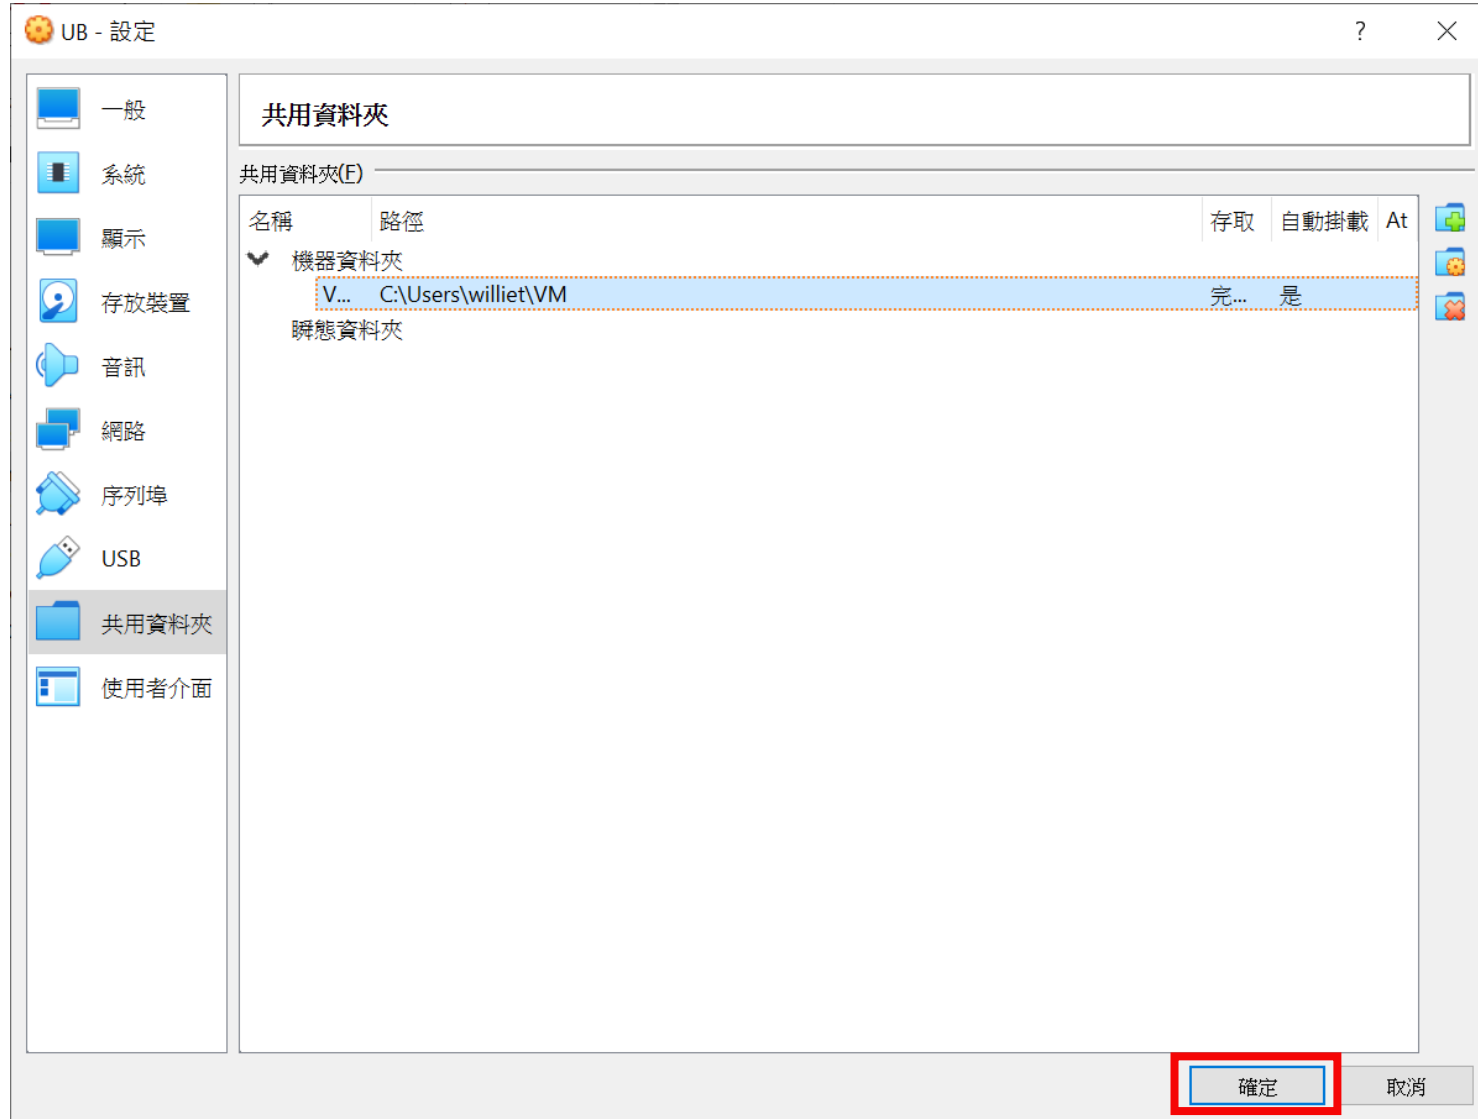 UB - 設定
?
一般
系統
顯示
存放裝置
音訊
網路
序列埠
USB
共用資料夾
使用者介面
共用資料夾
共用資料夾(F)
名稱 路徑 存取 自動掛載 At
機器資料夾
V... C:\Users\williet\VM 完... 是
瞬態資料夾
確定 取消